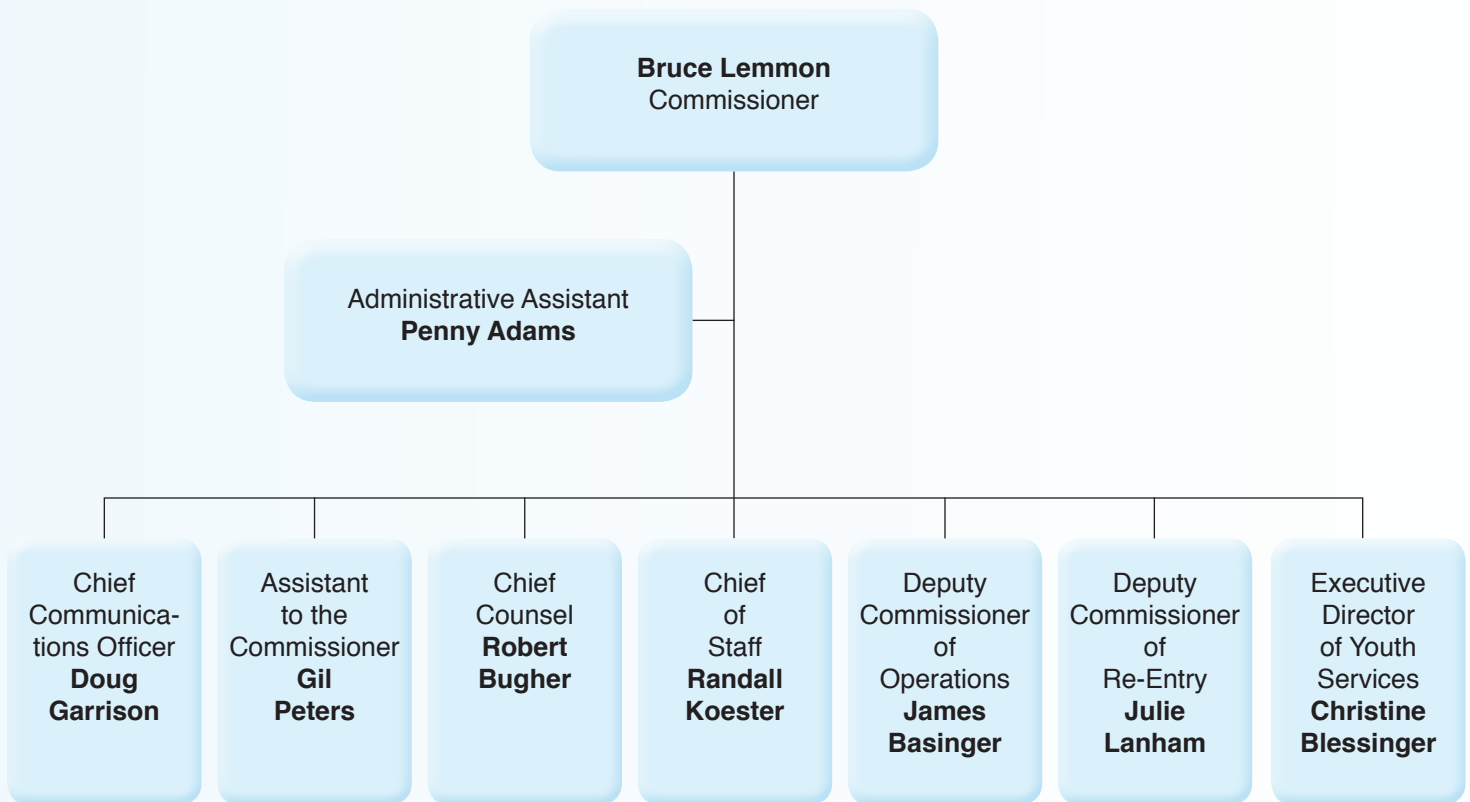 Bruce Lemmon
Commissioner
Administrative Assistant
Penny Adams
Chief
Communica-
tions Officer
Doug
Garrison
Assistant
to the
Commissioner
Gil
Peters
Chief
Counsel
Robert
Bugher
Chief
of
Staff
Randall
Koester
Deputy
Commissioner
of
Operations
James
Basinger
Deputy
Commissioner
of
Re-Entry
Julie
Lanham
Executive
Director
of Youth
Services
Christine
Blessinger